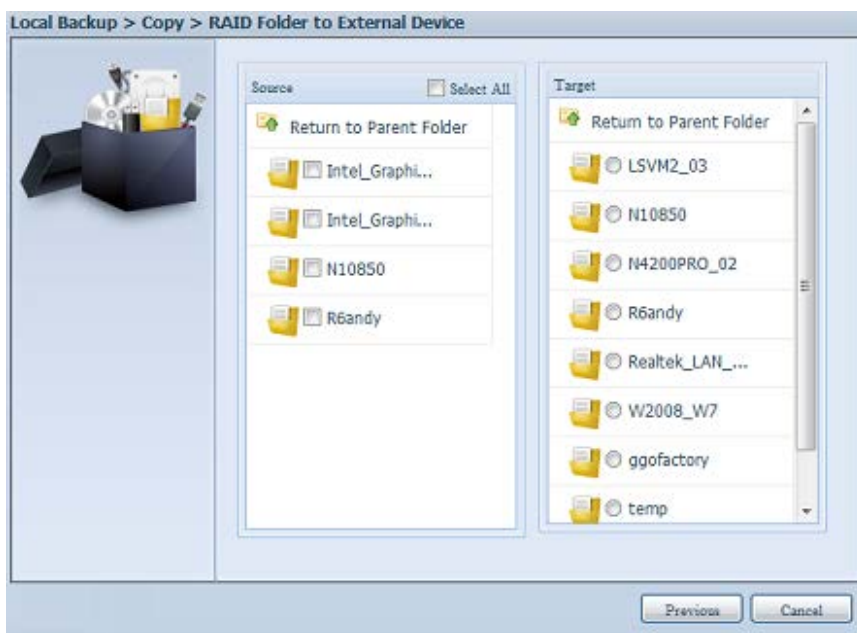 Local Backup > Copy > RAID Folder to External Device
Source Select All
Return to Parent Folder
Intel_Graphi...
Intel_Graphi...
N10850
R6andy
Target
Return to Parent Folder
LSVM2_03
N10850
N4200PRO_02
R6andy
Realtek_LAN_...
W2008_W7
ggofactory
temp
Previous Cancel